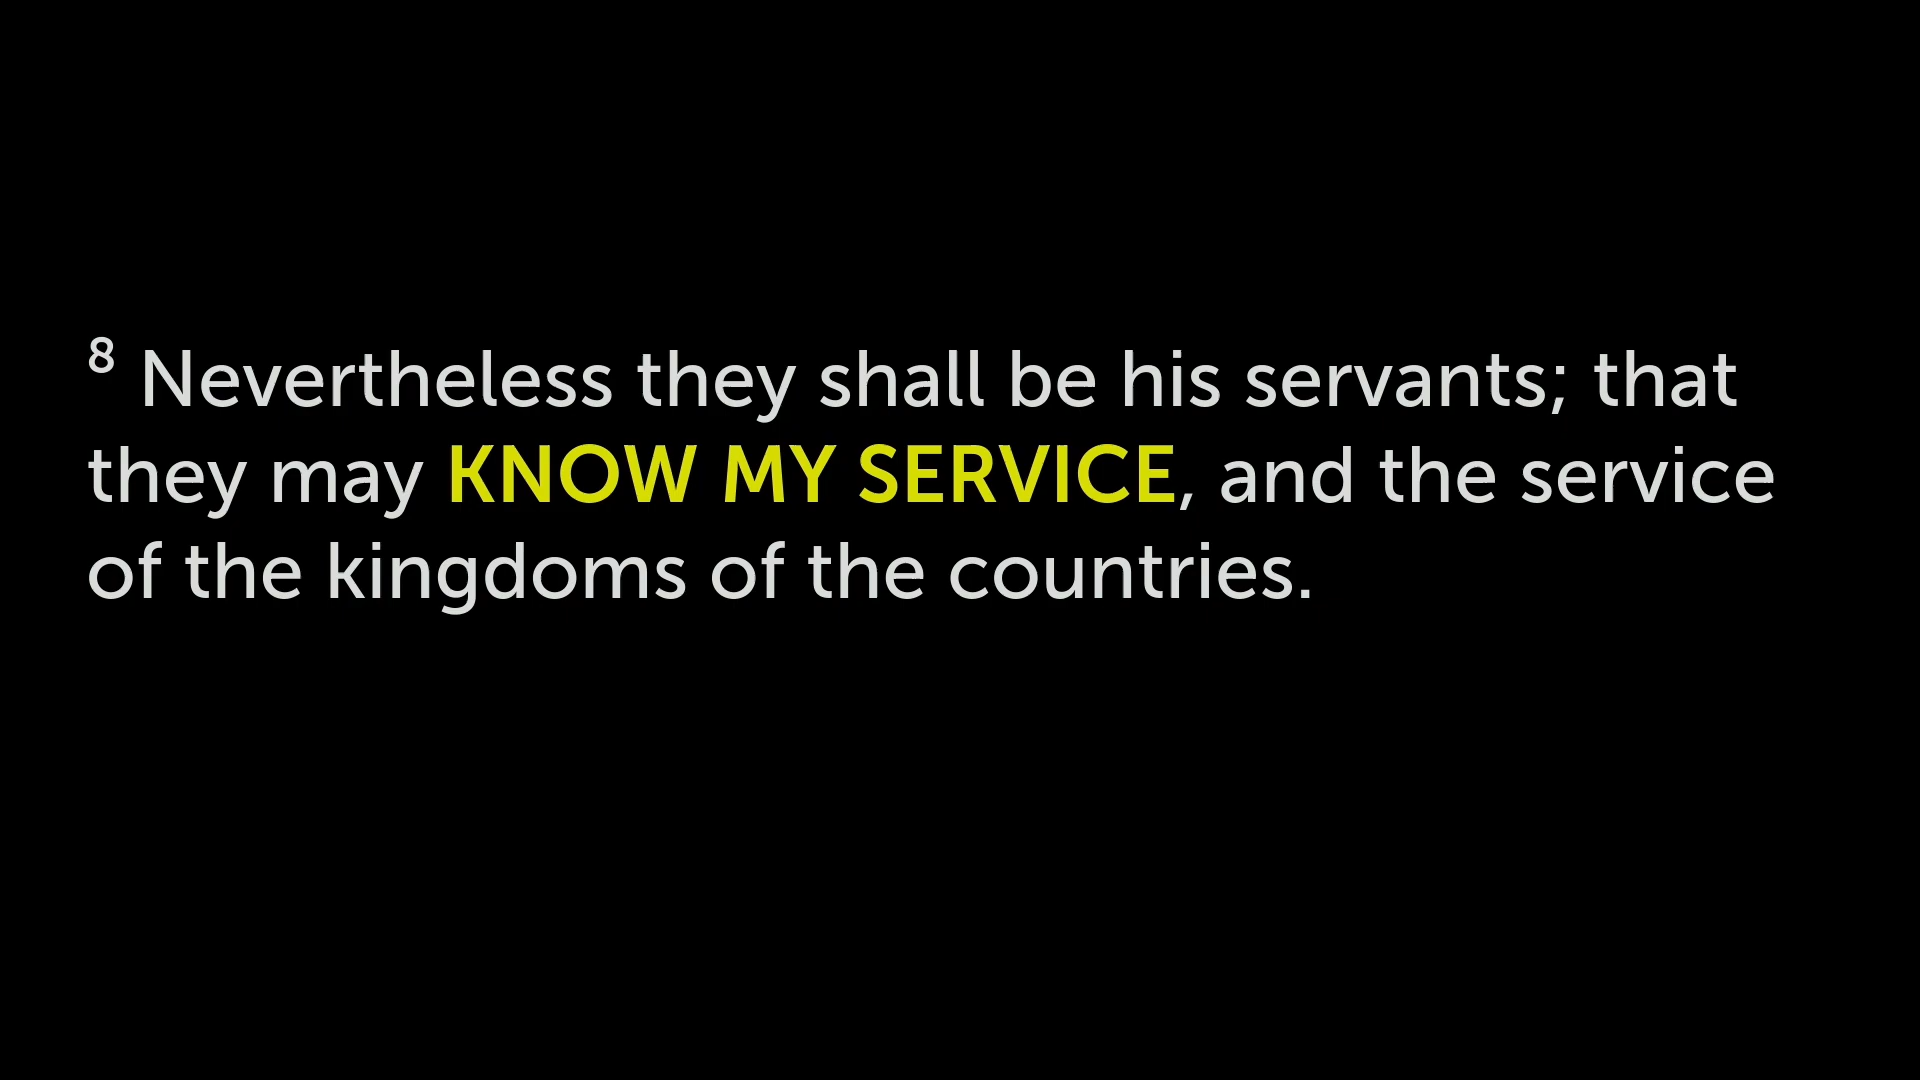 8 Nevertheless they shall be his servants; that
they may KNOW MY SERVICE, and the service
of the kingdoms of the countries.